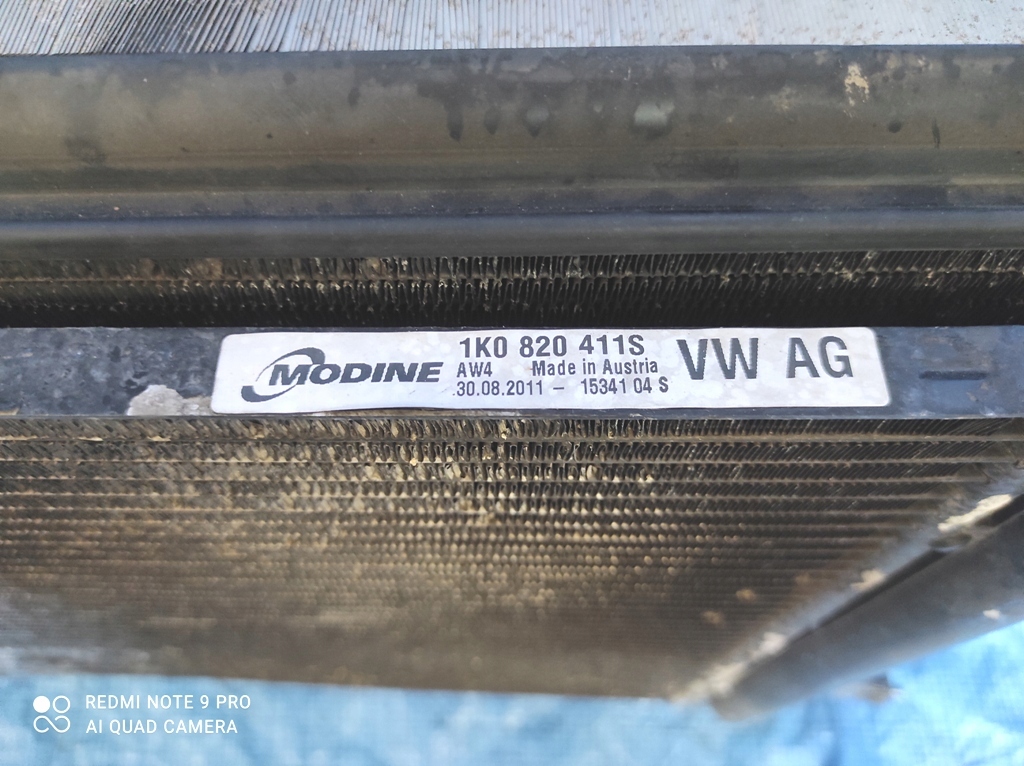 MODINE
1K0 820 411S
AW4 Made in Austria
30.08.2011 – 15341 04 S
VW AG
REDMI NOTE 9 PRO
AI QUAD CAMERA